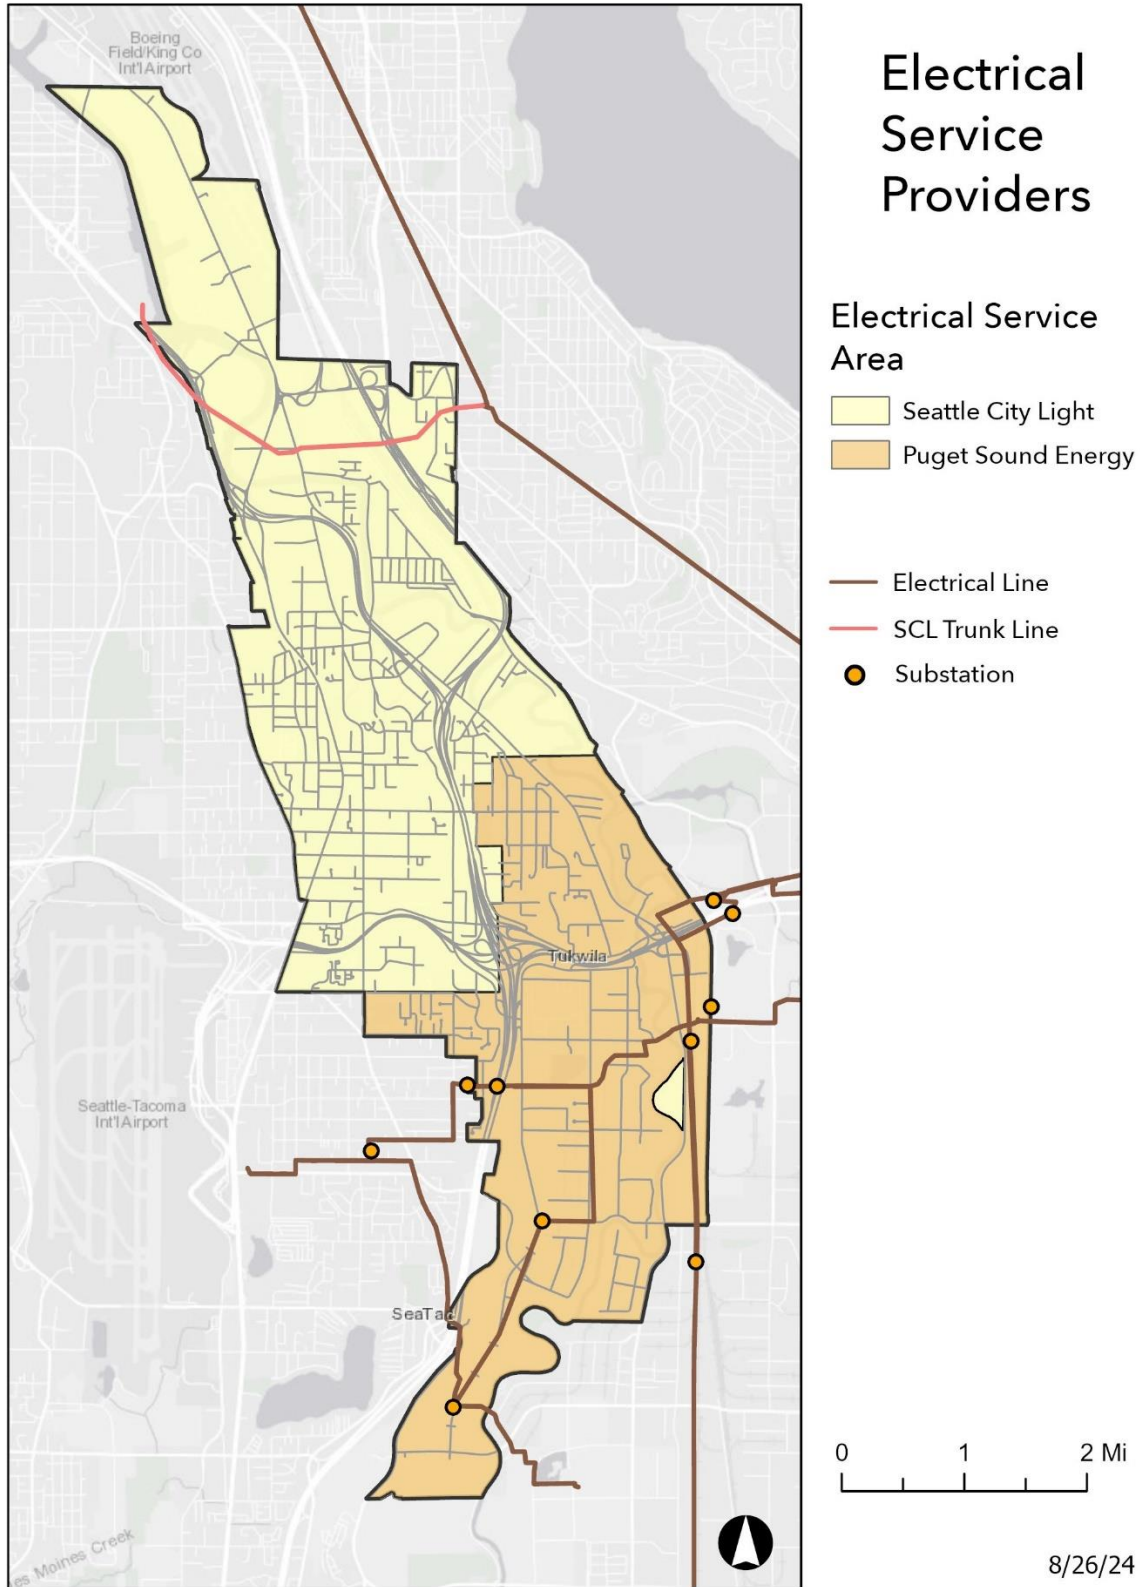 Boeing
Field/King Co
Int'l Airport
Tukwila
Seattle-Tacoma
Int'l Airport
SeaTac
es Moines Creek
Electrical
Service
Providers
Electrical Service
Area
Seattle City Light
Puget Sound Energy
Electrical Line
SCL Trunk Line
Substation
0 1 2 Mi
8/26/24